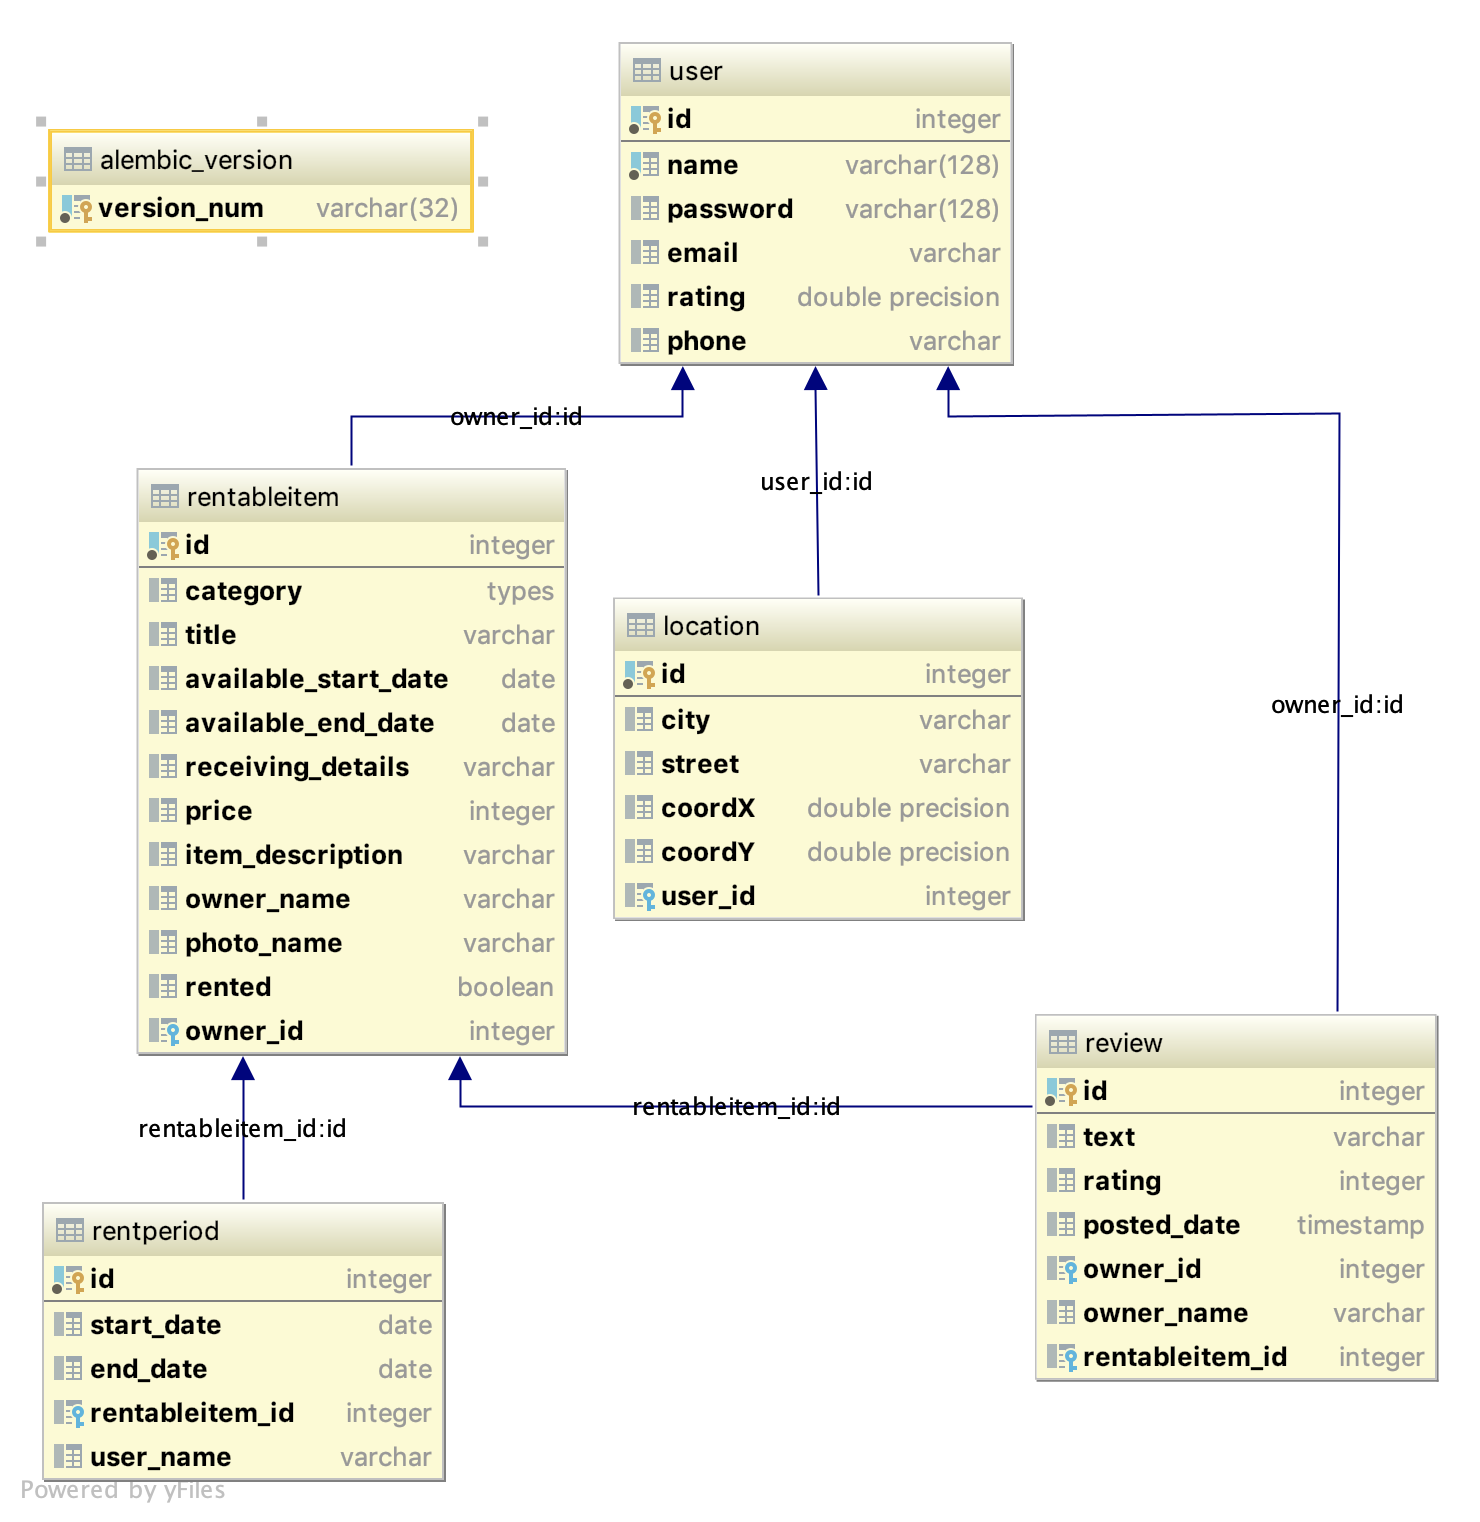 user
id integer
name varchar(128)
password varchar(128)
email varchar
rating double precision
phone varchar
alembic_version
version_num varchar(32)
owner_id:id
user_id:id
owner_id:id
rentableitem
id integer
category types
title varchar
available_start_date date
available_end_date date
receiving_details varchar
price integer
item_description varchar
owner_name varchar
photo_name varchar
rented boolean
owner_id integer
location
id integer
city varchar
street varchar
coordX double precision
coordY double precision
user_id integer
rentableitem_id:id
rentableitem_id:id
review
id integer
text varchar
rating integer
posted_date timestamp
owner_id integer
owner_name varchar
rentableitem_id integer
rentperiod
id integer
start_date date
end_date date
rentableitem_id integer
user_name varchar
Powered by yFiles